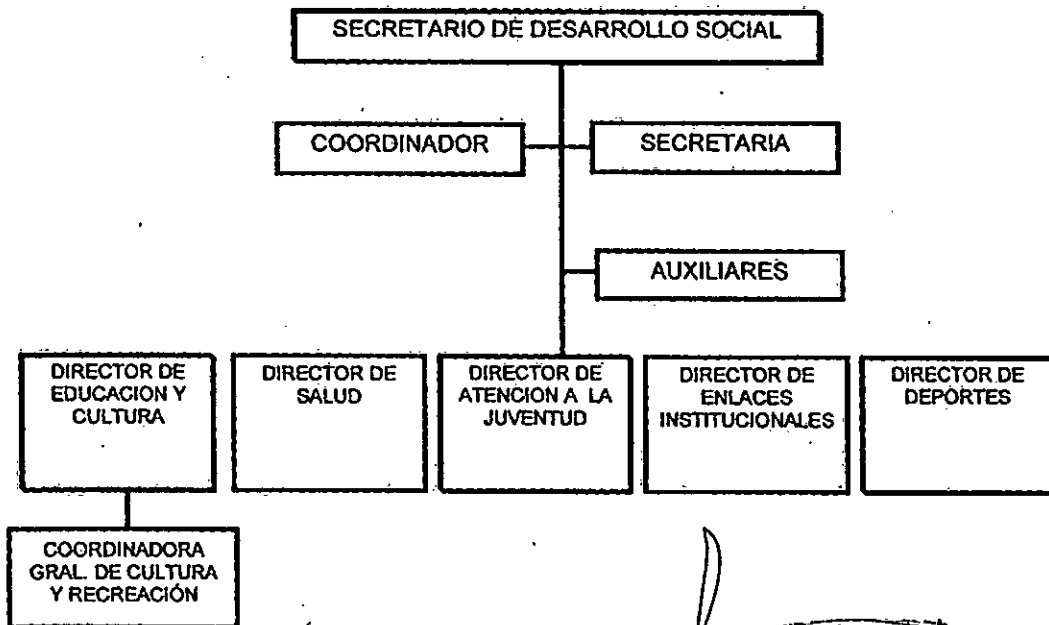 SECRETARIO DE DESARROLLO SOCIAL
COORDINADOR
SECRETARIA
AUXILIARES
DIRECTOR DE
EDUCACION Y
CULTURA
DIRECTOR DE
SALUD
DIRECTOR DE
ATENCION A LA
JUVENTUD
DIRECTOR DE
ENLACES
INSTITUCIONALES
DIRECTOR DE
DEPORTES
COORDINADORA
GRAL. DE CULTURA
Y RECREACIÓN